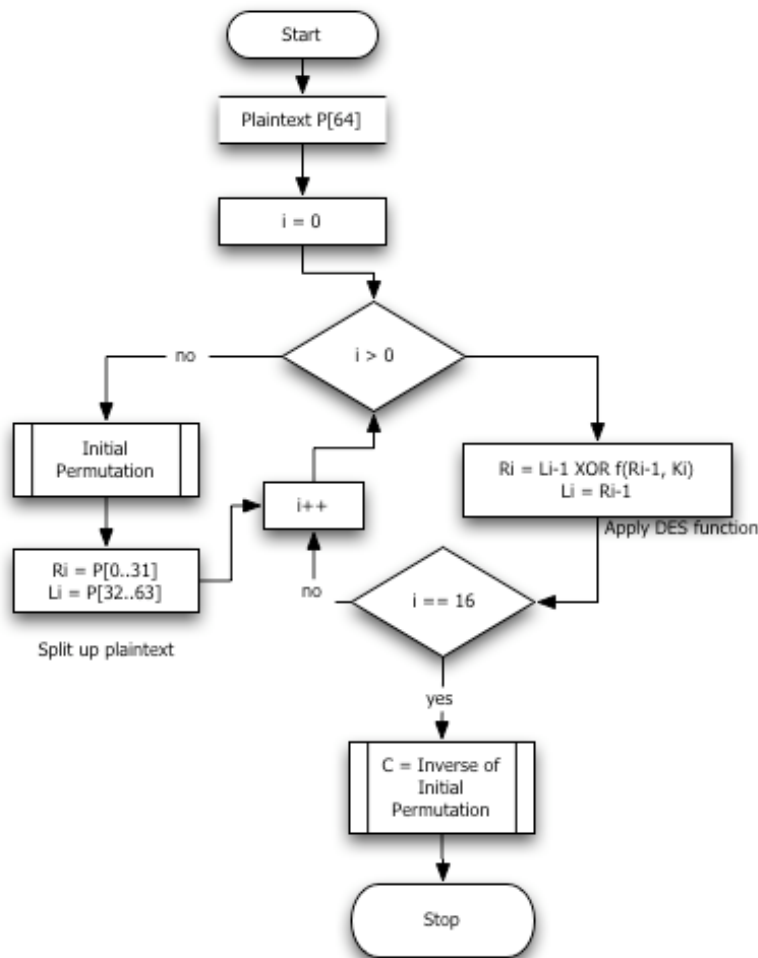 Start
Plaintext P[64]
i = 0
i > 0
no
Initial
Permutation
Ri = Li-1 XOR f(Ri-1, Ki)
Li = Ri-1
Apply DES function
i++
Ri = P[0..31]
Li = P[32..63]
Split up plaintext
no
i == 16
yes
C = Inverse of
Initial
Permutation
Stop